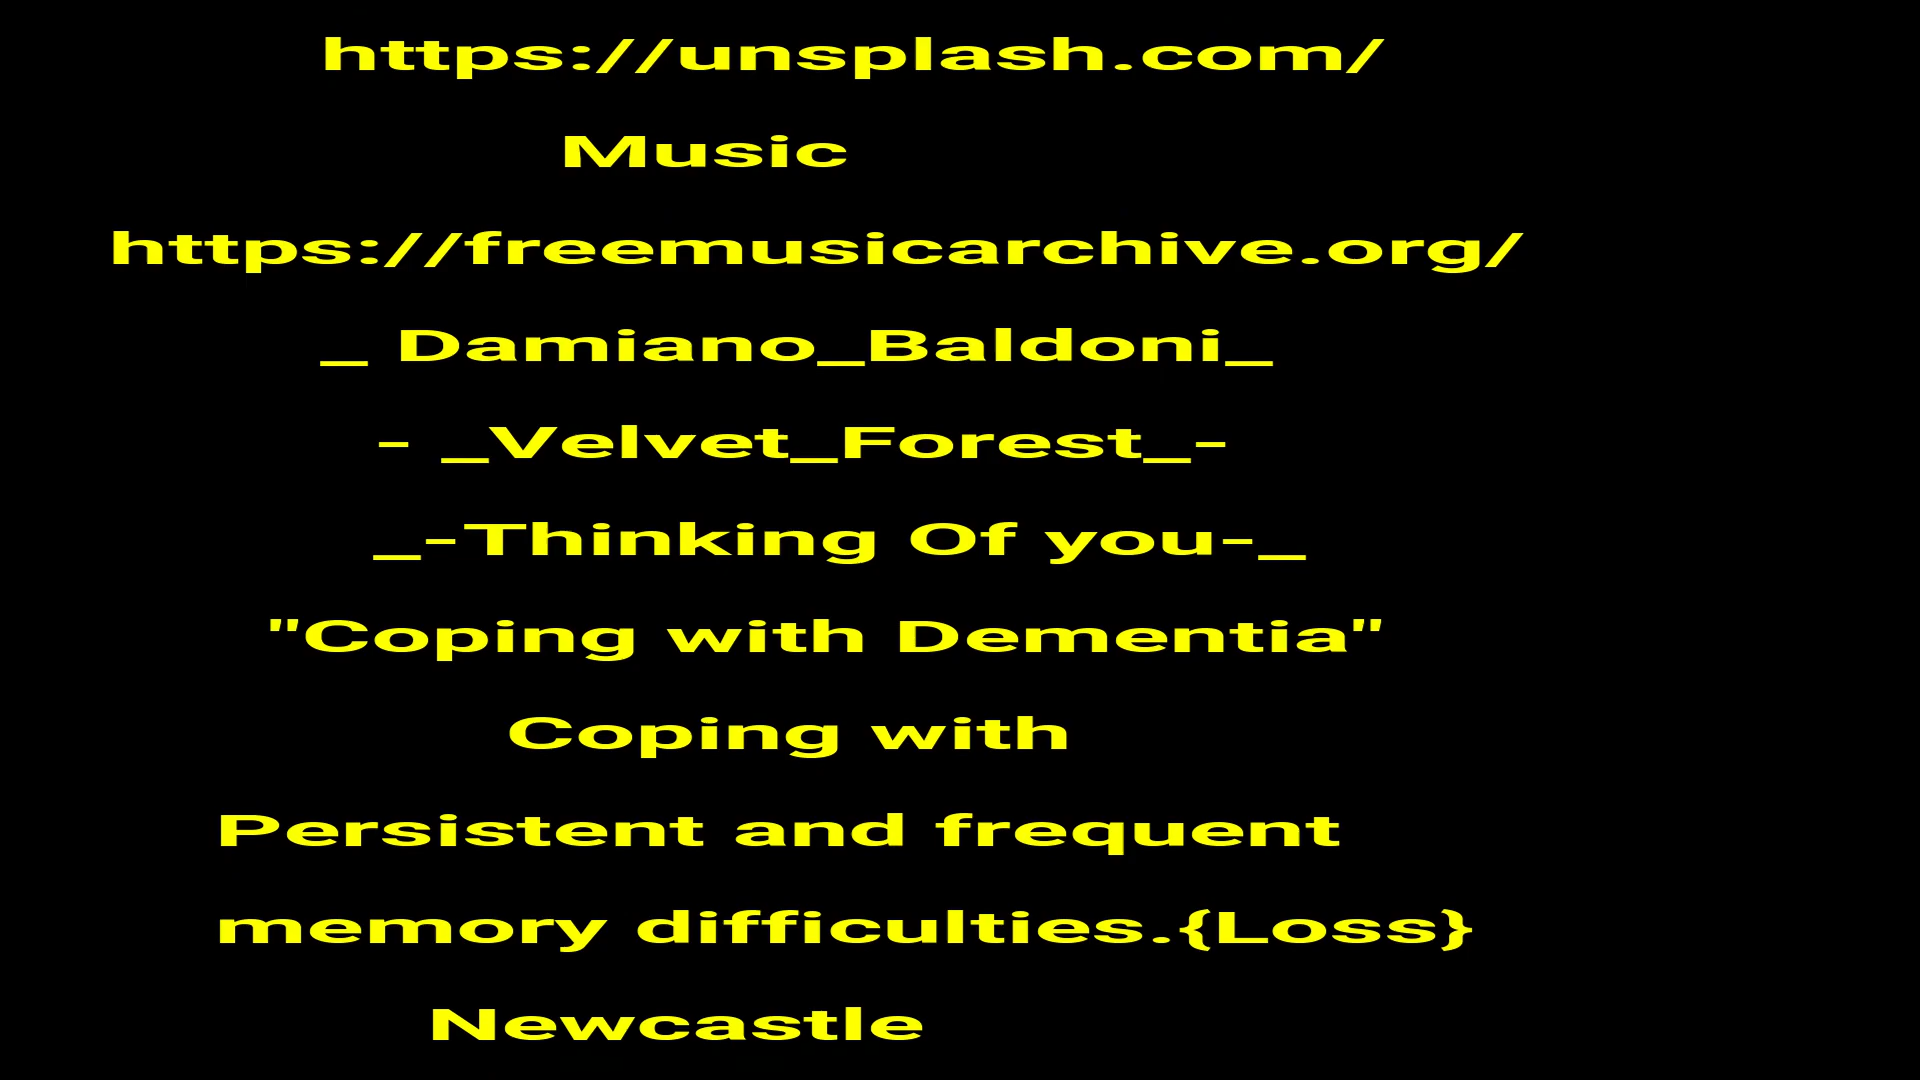 https://unsplash.com/
Music
https://freemusicarchive.org/
_ Damiano_Baldoni_
- _Velvet_Forest_-
_-Thinking Of you-_
"Coping with Dementia"
Coping with
Persistent and frequent
memory difficulties.{Loss}
Newcastle